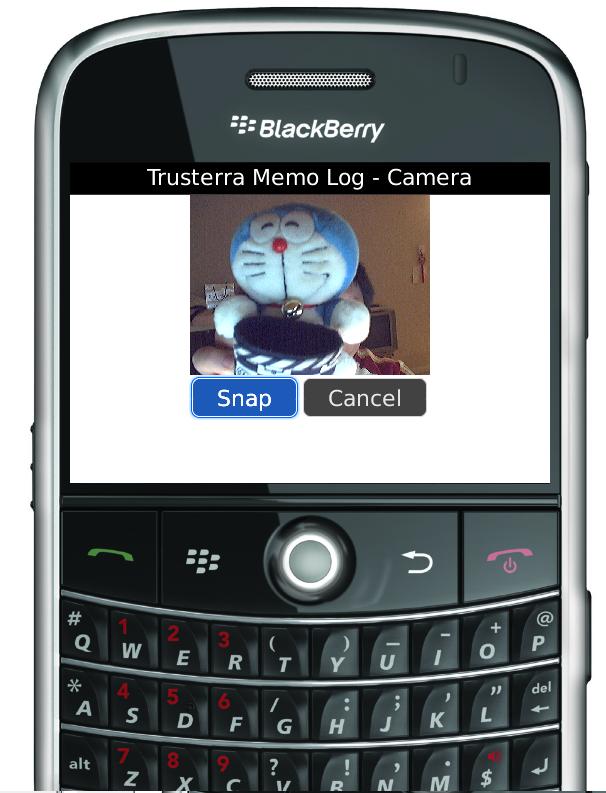 BlackBerry
Trusterra Memo Log - Camera
Snap Cancel
# Q 1 W 2 E 3 R ( T ) Y _ U - I + O @ P
* A 4 S 5 D 6 F / G : H ; J ' K " L del
alt 7 Z 8 X 9 C ? V ! B , N . M $